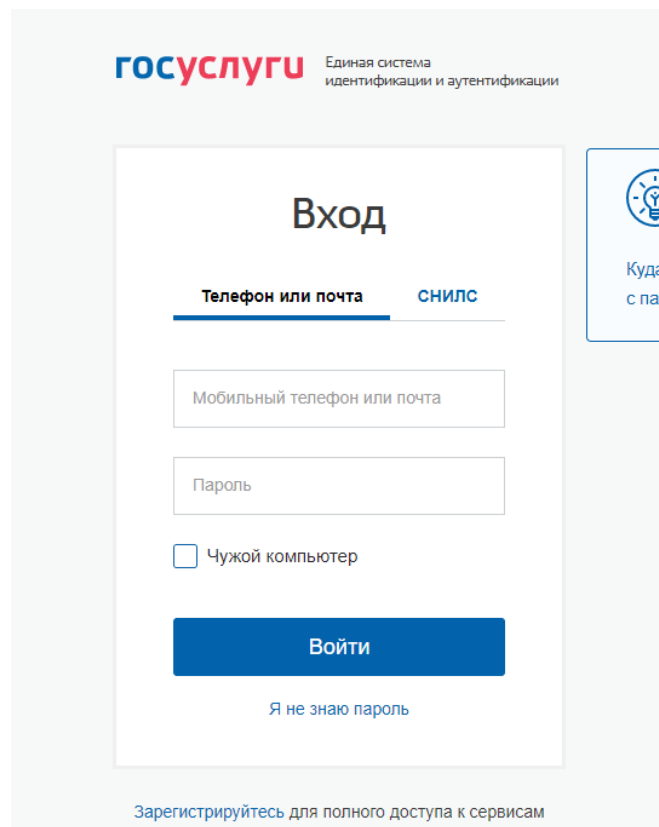 госуслуги
Единая система
идентификации и аутентификации
Вход
Телефон или почта
СНИЛС
Мобильный телефон или почта
Пароль
Чужой компьютер
Войти
Я не знаю пароль
Зарегистрируйтесь для полного доступа к сервисам
Куда
с